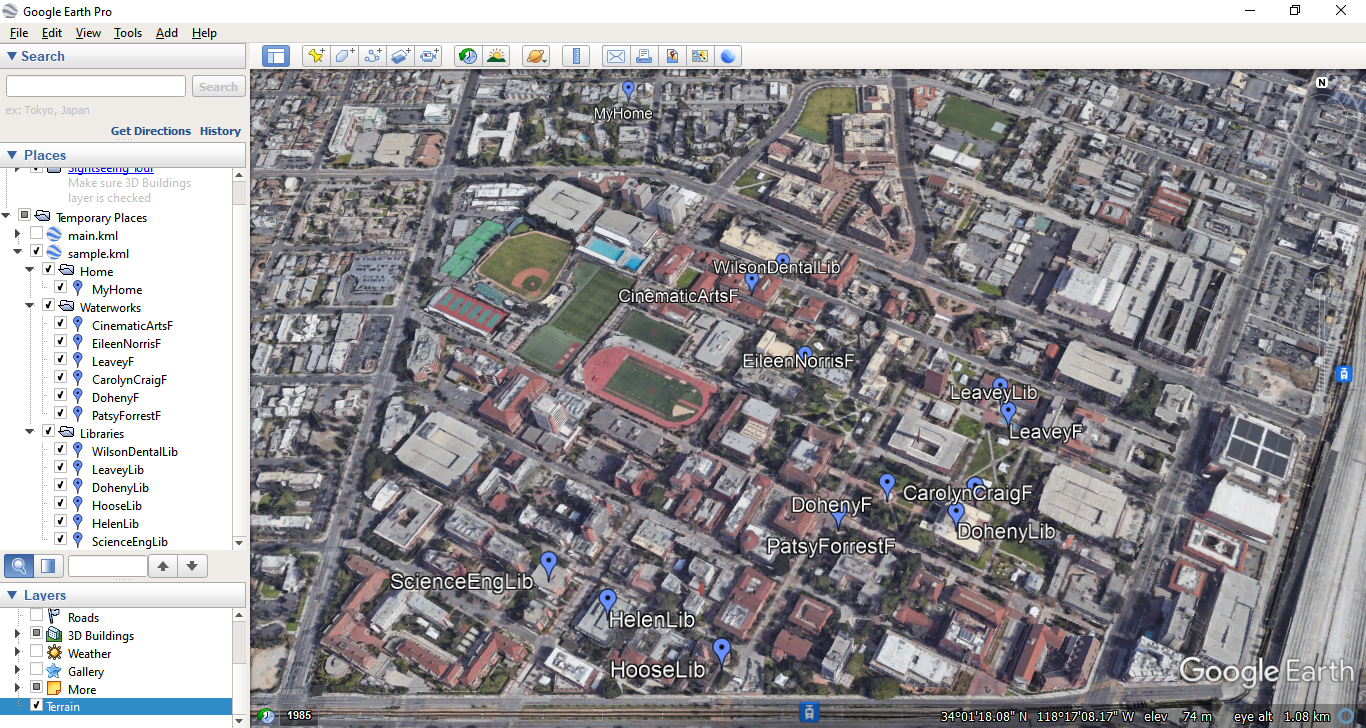 Google Earth Pro
File Edit View Tools Add Help
Search
Search
ex: Tokyo, Japan
Get Directions History
Places
Sightseeing Tour
Make sure 3D Buildings
layer is checked
Temporary Places
main.kml
sample.kml
Home
MyHome
Waterworks
CinematicArtsF
EileenNorrisF
LeaveyF
CarolynCraigF
DohenyF
PatsyForrestF
Libraries
WilsonDentalLib
LeaveyLib
DohenyLib
HooseLib
HelenLib
ScienceEngLib
Layers
Roads
3D Buildings
Weather
Gallery
More
Terrain
N
MyHome
WilsonDentalLib
CinematicArtsF
EileenNorrisF
LeaveyLib
LeaveyF
CarolynCraigF
DohenyF
DohenyLib
PatsyForrestF
ScienceEngLib
HelenLib
HooseLib
Google Earth
1985
34°01'18.08" N 118°17'08.17" W elev 74 m eye alt 1.08 km